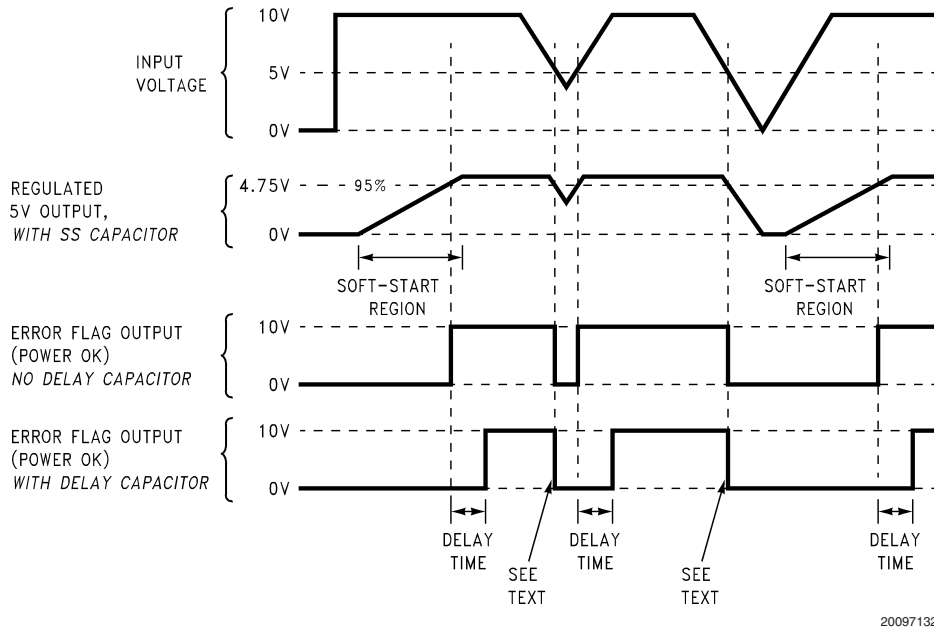 INPUT
VOLTAGE
10V
5V
0V
REGULATED
5V OUTPUT,
WITH SS CAPACITOR
4.75V
95%
0V
SOFT-START
REGION
SOFT-START
REGION
ERROR FLAG OUTPUT
(POWER OK)
NO DELAY CAPACITOR
10V
0V
ERROR FLAG OUTPUT
(POWER OK)
WITH DELAY CAPACITOR
10V
0V
DELAY
TIME
SEE
TEXT
DELAY
TIME
SEE
TEXT
DELAY
TIME
20097132